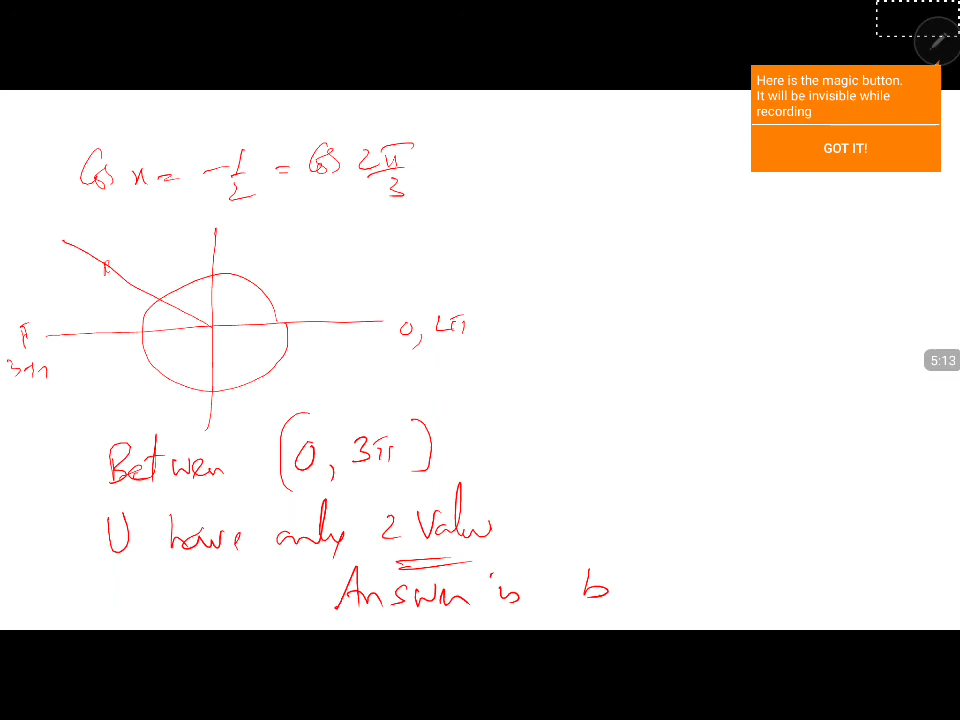 Here is the magic button.
It will be invisible while
recording
GOT IT!
Cos x = -1/2 = Cos 2π/3
π
0, 2π
3π
5:13
Between (0, 3π)
U have only 2 Value
Answer is b